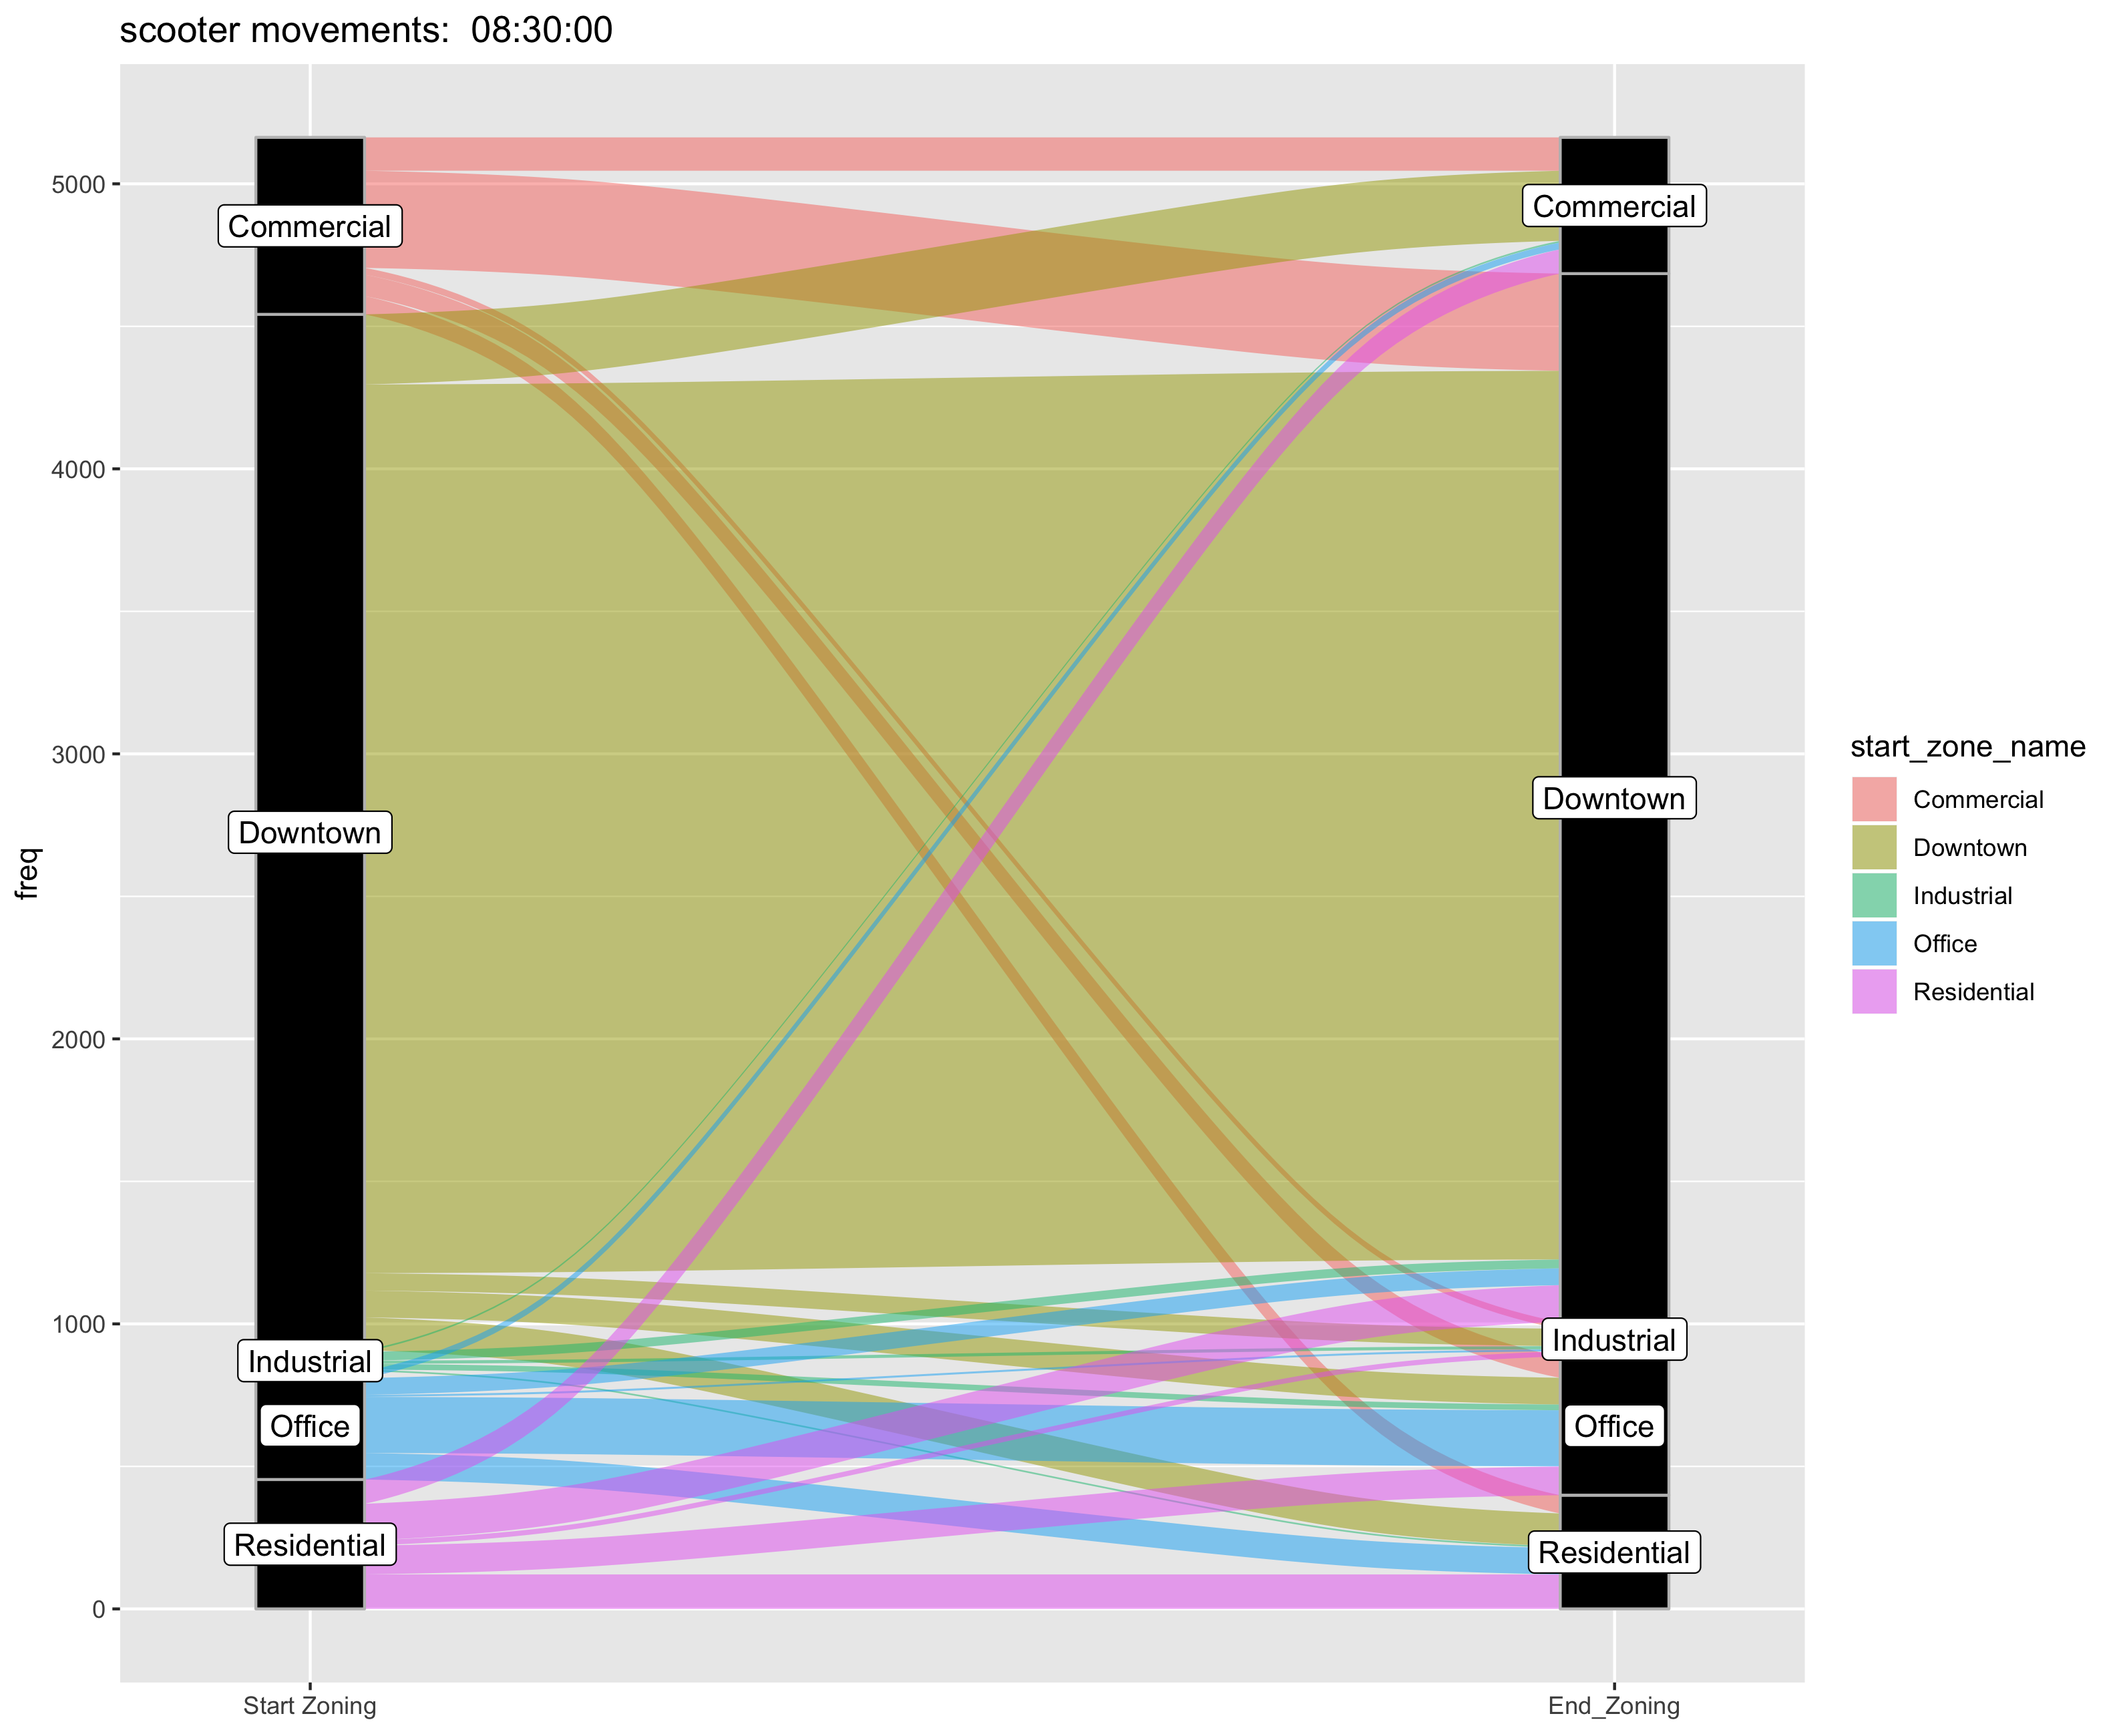 scooter movements:  08:30:00
freq
5000
4000
3000
2000
1000
0
Commercial
Downtown
Industrial
Office
Residential
Commercial
Downtown
Industrial
Office
Residential
Start Zoning
End_Zoning
start_zone_name
Commercial
Downtown
Industrial
Office
Residential